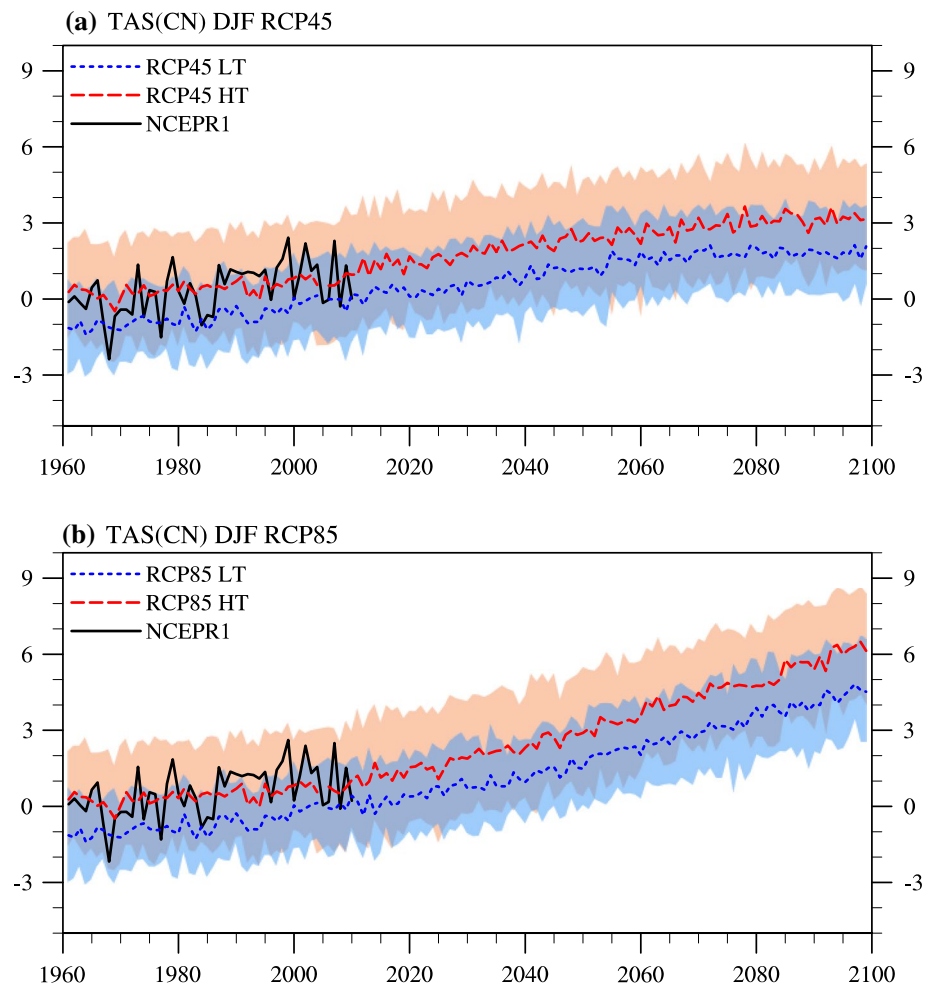 (a) TAS(CN) DJF RCP45
RCP45 LT
RCP45 HT
NCEPR1
9 9
6 6
3 3
0 0
-3 -3
1960 1980 2000 2020 2040 2060 2080 2100
(b) TAS(CN) DJF RCP85
RCP85 LT
RCP85 HT
NCEPR1
9 9
6 6
3 3
0 0
-3 -3
1960 1980 2000 2020 2040 2060 2080 2100